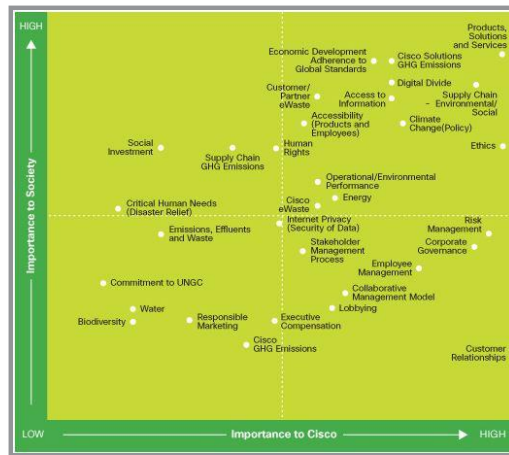 HIGH
Importance to Society
LOW
Importance to Cisco
HIGH
Products,
Solutions
and Services
Economic Development
Adherence to
Global Standards
Cisco Solutions
GHG Emissions
Digital Divide
Customer/
Partner
eWaste
Access to
Information
Supply Chain
– Environmental/
Social
Accessibility
(Products and
Employees)
Climate
Change(Policy)
Social
Investment
Supply Chain
GHG Emissions
Human
Rights
Ethics
Operational/Environmental
Performance
Energy
Cisco
eWaste
Critical Human Needs
(Disaster Relief)
Internet Privacy
(Security of Data)
Emissions, Effluents
and Waste
Risk
Management
Stakeholder
Management
Process
Corporate
Governance
Employee
Management
Commitment to UNGC
Collaborative
Management Model
Water
Lobbying
Biodiversity
Responsible
Marketing
Executive
Compensation
Cisco
GHG Emissions
Customer
Relationships